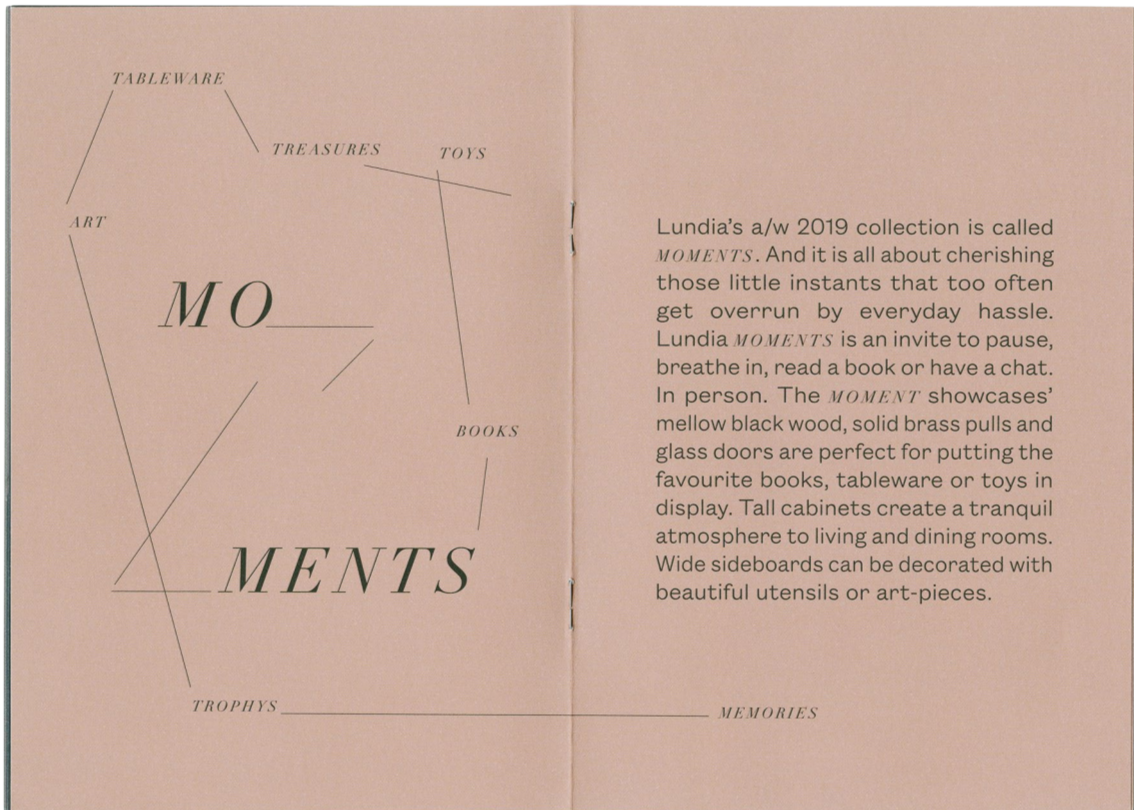 TABLEWARE
TREASURES
TOYS
ART
MO
BOOKS
MENTS
TROPHYS
MEMORIES
Lundia's a/w 2019 collection is called
MOMENTS. And it is all about cherishing
those little instants that too often
get overrun by everyday hassle.
Lundia MOMENTS is an invite to pause,
breathe in, read a book or have a chat.
In person. The MOMENT showcases'
mellow black wood, solid brass pulls and
glass doors are perfect for putting the
favourite books, tableware or toys in
display. Tall cabinets create a tranquil
atmosphere to living and dining rooms.
Wide sideboards can be decorated with
beautiful utensils or art-pieces.